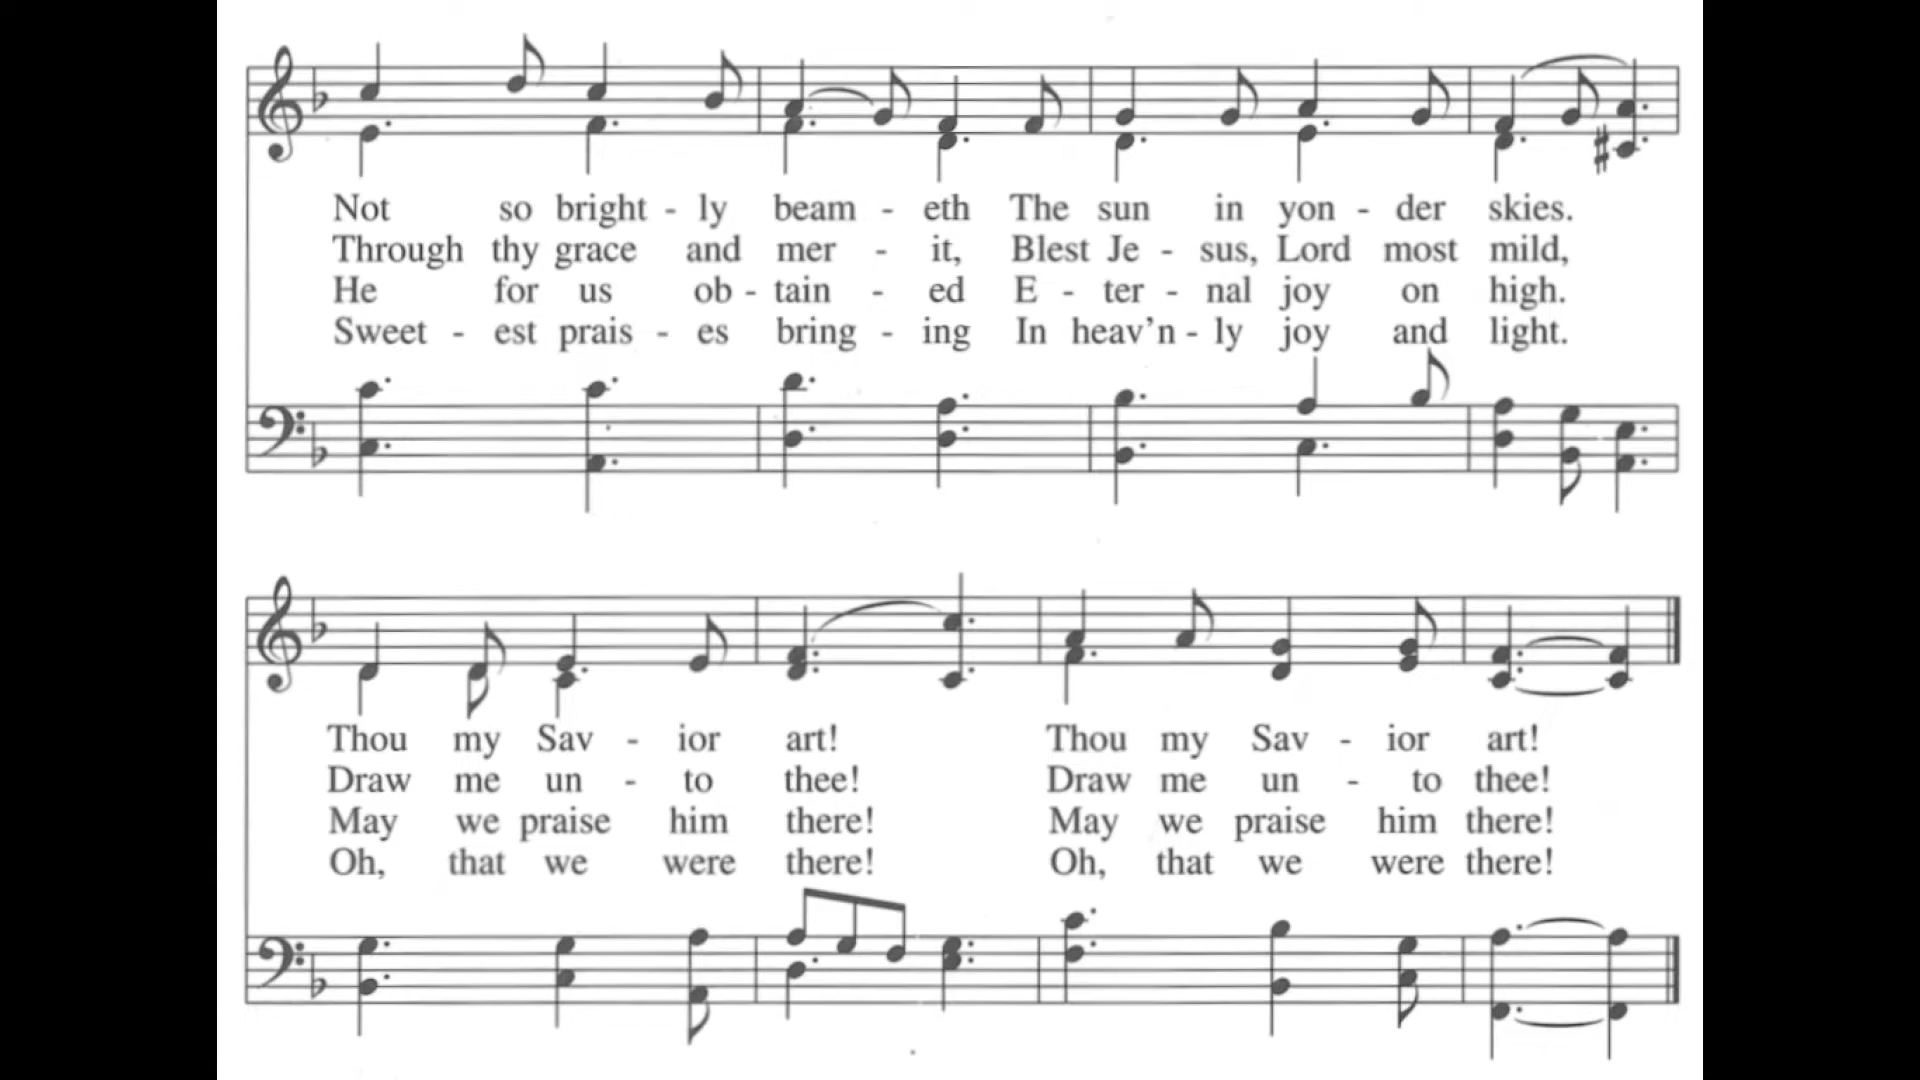 Not so bright - ly beam - eth The sun in yon - der skies.
Through thy grace and mer - it, Blest Je - sus, Lord most mild,
He for us ob - tain - ed E - ter - nal joy on high.
Sweet - est prais - es bring - ing In heav'n - ly joy and light.
Thou my Sav - ior art! Thou my Sav - ior art!
Draw me un - to thee! Draw me un - to thee!
May we praise him there! May we praise him there!
Oh, that we were there! Oh, that we were there!